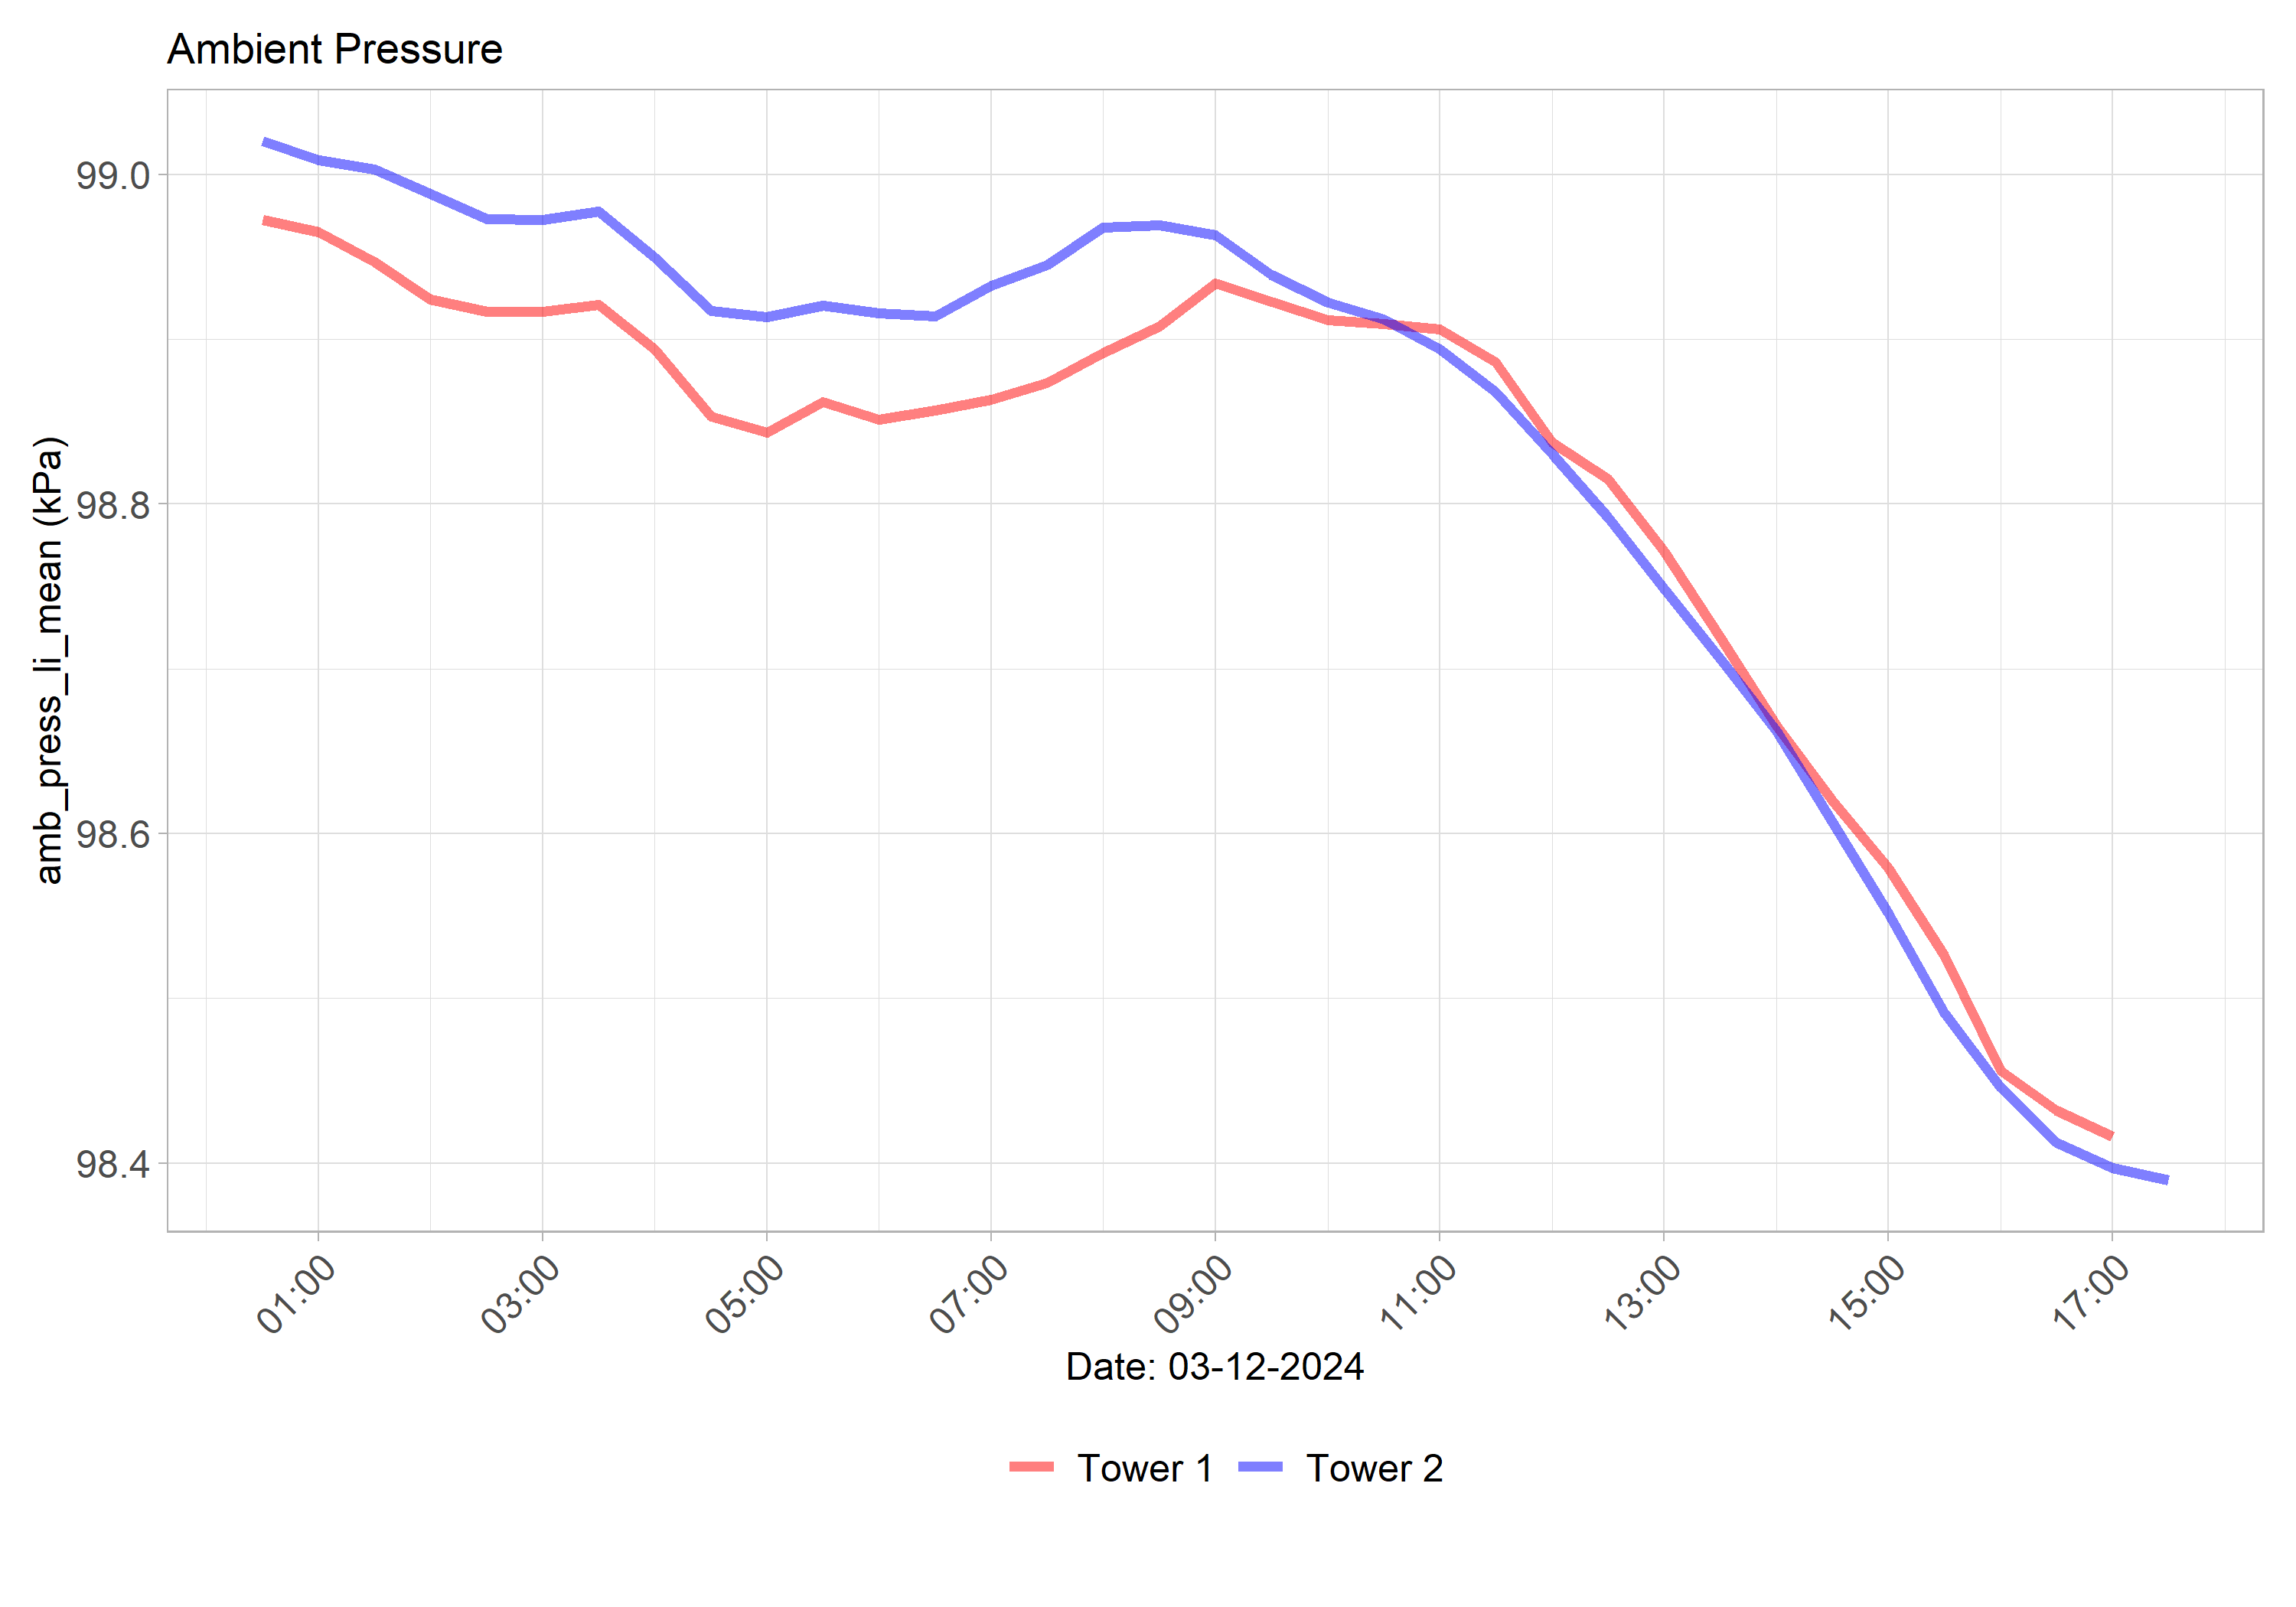 Ambient Pressure
amb_press_li_mean (kPa)
99.0
98.8
98.6
98.4
01:00
03:00
05:00
07:00
09:00
11:00
13:00
15:00
17:00
Date: 03-12-2024
Tower 1
Tower 2